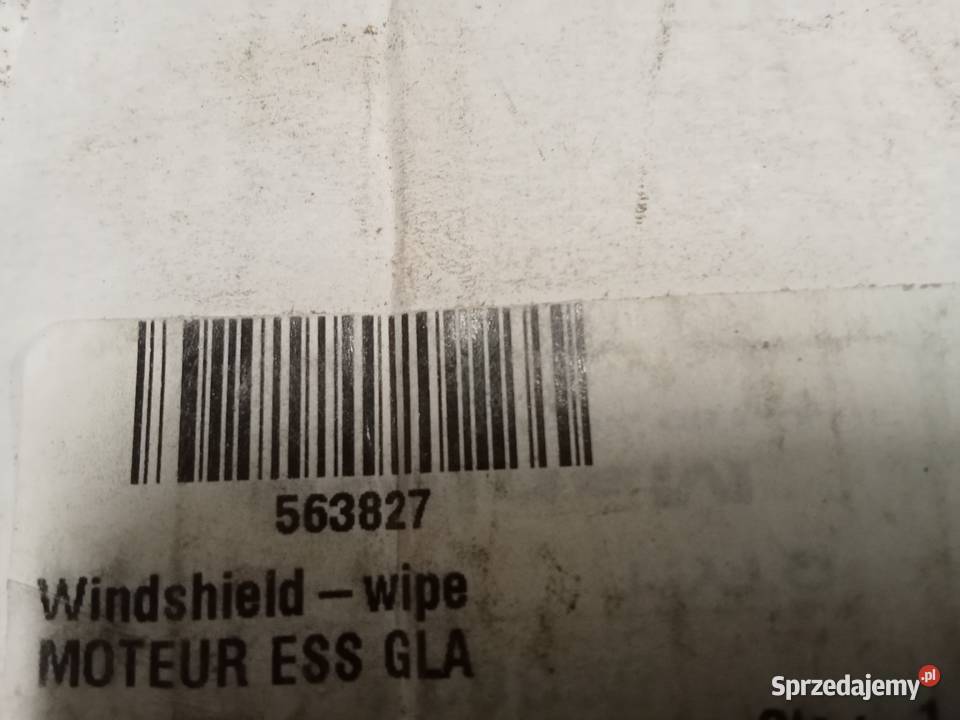 563827
Windshield – wipe
MOTEUR ESS GLA
Sprzedajemy.pl